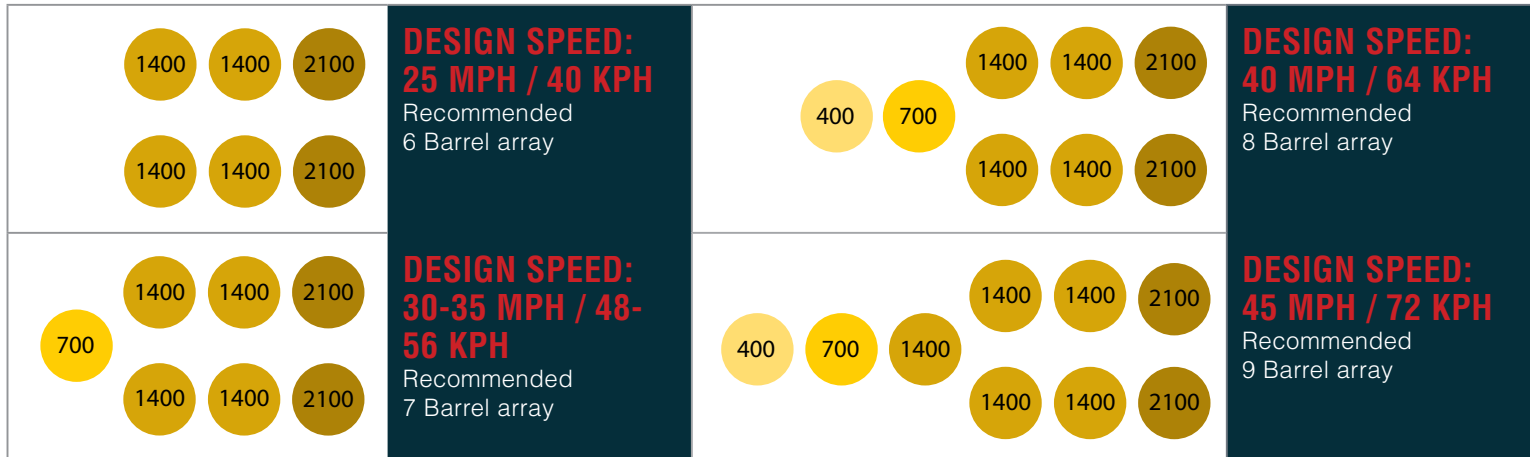 1400 1400 2100
1400 1400 2100
DESIGN SPEED:
25 MPH / 40 KPH
Recommended
6 Barrel array
1400 1400 2100
400 700
1400 1400 2100
DESIGN SPEED:
40 MPH / 64 KPH
Recommended
8 Barrel array
1400 1400 2100
700
1400 1400 2100
DESIGN SPEED:
30-35 MPH / 48-
56 KPH
Recommended
7 Barrel array
1400 1400 2100
400 700 1400
1400 1400 2100
DESIGN SPEED:
45 MPH / 72 KPH
Recommended
9 Barrel array